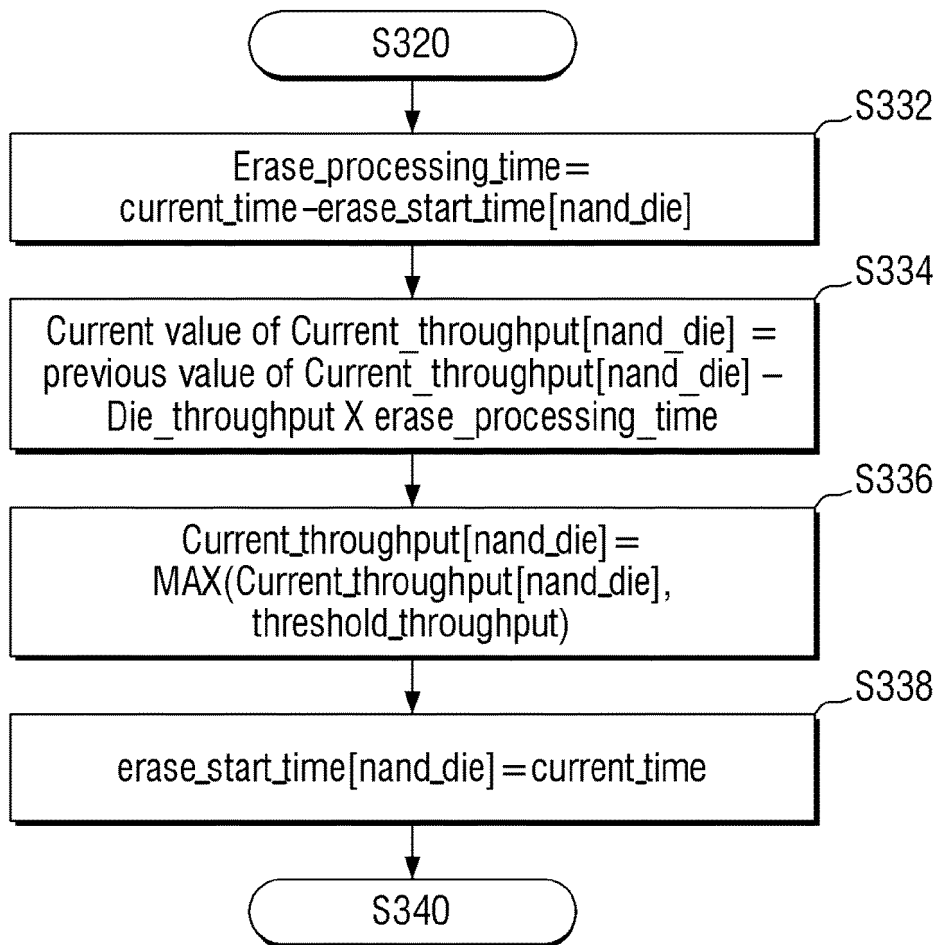 S320
S332
Erase_processing_time=
current_time-erase_start_time[nand_die]
S334
Current value of Current_throughput[nand_die] =
previous value of Current_throughput[nand_die] –
Die_throughput X erase_processing_time
S336
Current_throughput[nand_die]=
MAX(Current_throughput[nand_die],
threshold_throughput)
S338
erase_start_time[nand_die]=current_time
S340